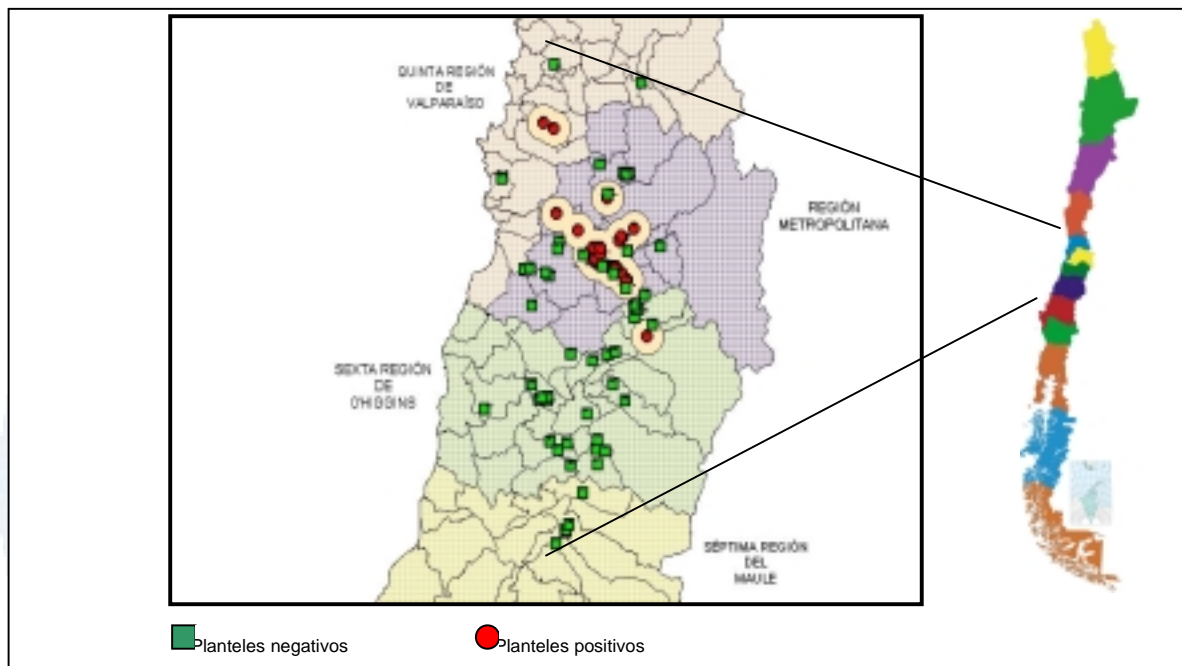 QUINTA REGIÓN
DE
VALPARAÍSO
REGIÓN
METROPOLITANA
SEXTA REGIÓN
DE
O'HIGGINS
SÉPTIMA REGIÓN
DEL
MAULE
Planteles negativos
Planteles positivos